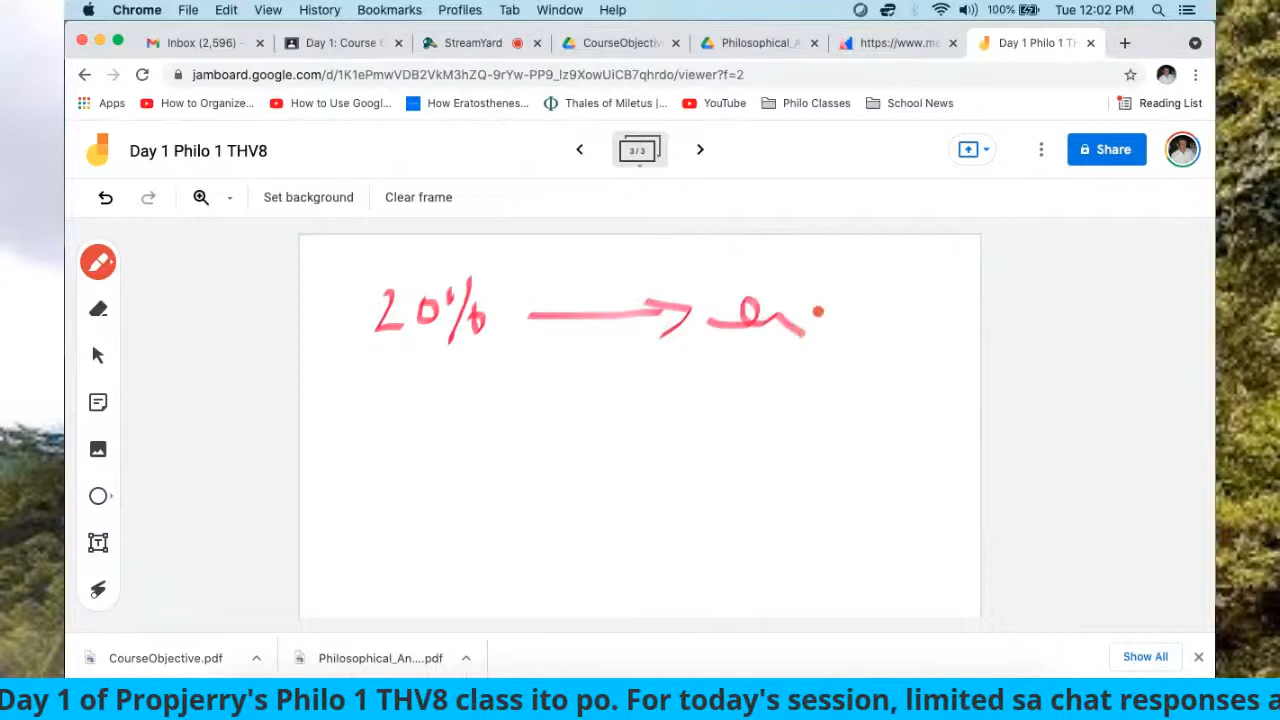 Chrome File Edit View History Bookmarks Profiles Tab Window Help 100% Tue 12:02 PM
Inbox (2,596) - Day 1: Course StreamYard CourseObjective Philosophical_A https://www.me Day 1 Philo 1 TH
jamboard.google.com/d/1K1ePmwVDB2VkM3hZQ-9rYw-PP9_Iz9XowUiCB7qhrdo/viewer?f=2
Apps How to Organize... How to Use Googl... How Eratosthenes... Thales of Miletus |... YouTube Philo Classes School News Reading List
Day 1 Philo 1 THV8 3/3 Share
Set background Clear frame
20%
CourseObjective.pdf Philosophical_An....pdf Show All
Day 1 of Propjerry's Philo 1 THV8 class ito po. For today's session, limited sa chat responses a